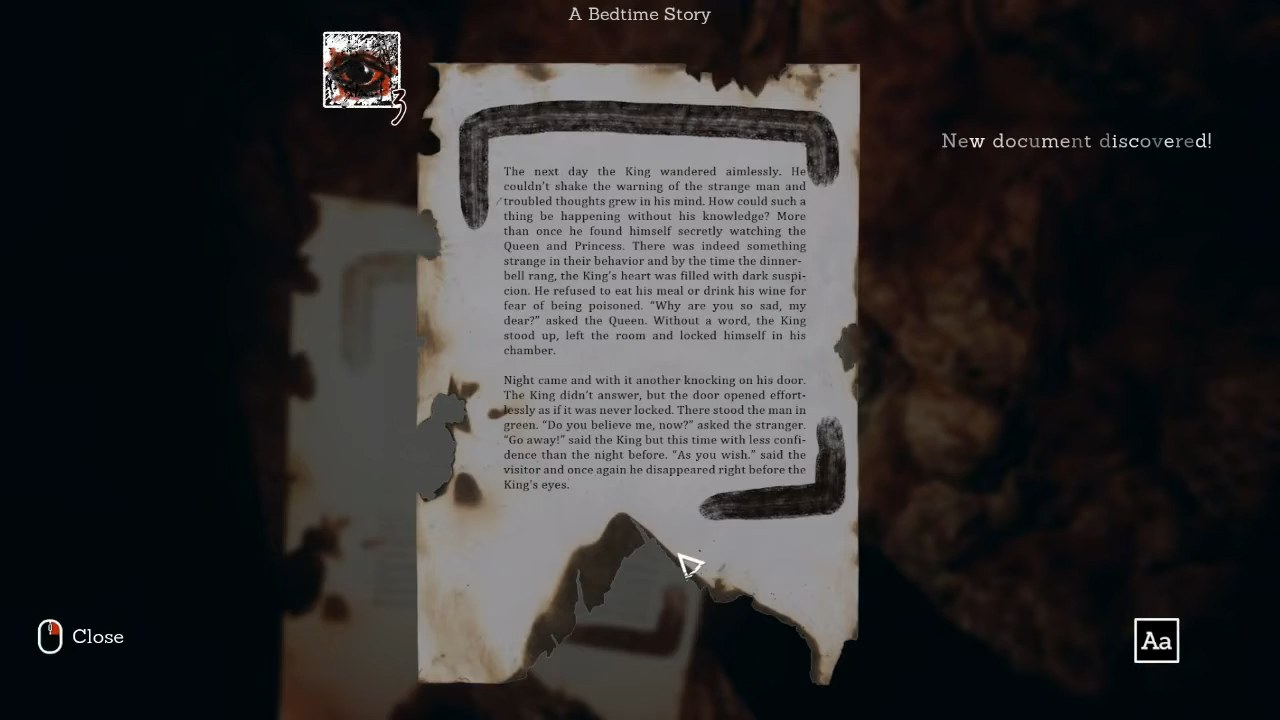 A Bedtime Story
3
New document discovered!
The next day the King wandered aimlessly. He
couldn't shake the warning of the strange man and
troubled thoughts grew in his mind. How could such a
thing be happening without his knowledge? More
than once he found himself secretly watching the
Queen and Princess. There was indeed something
strange in their behavior and by the time the dinner-
bell rang, the King's heart was filled with dark suspi-
cion. He refused to eat his meal or drink his wine for
fear of being poisoned. “Why are you so sad, my
dear?” asked the Queen. Without a word, the King
stood up, left the room and locked himself in his
chamber.
Night came and with it another knocking on his door.
The King didn't answer, but the door opened effort-
lessly as if it was never locked. There stood the man in
green. “Do you believe me, now?” asked the stranger.
“Go away!” said the King but this time with less confi-
dence than the night before. “As you wish.” said the
visitor and once again he disappeared right before the
King's eyes.
Close
Aa